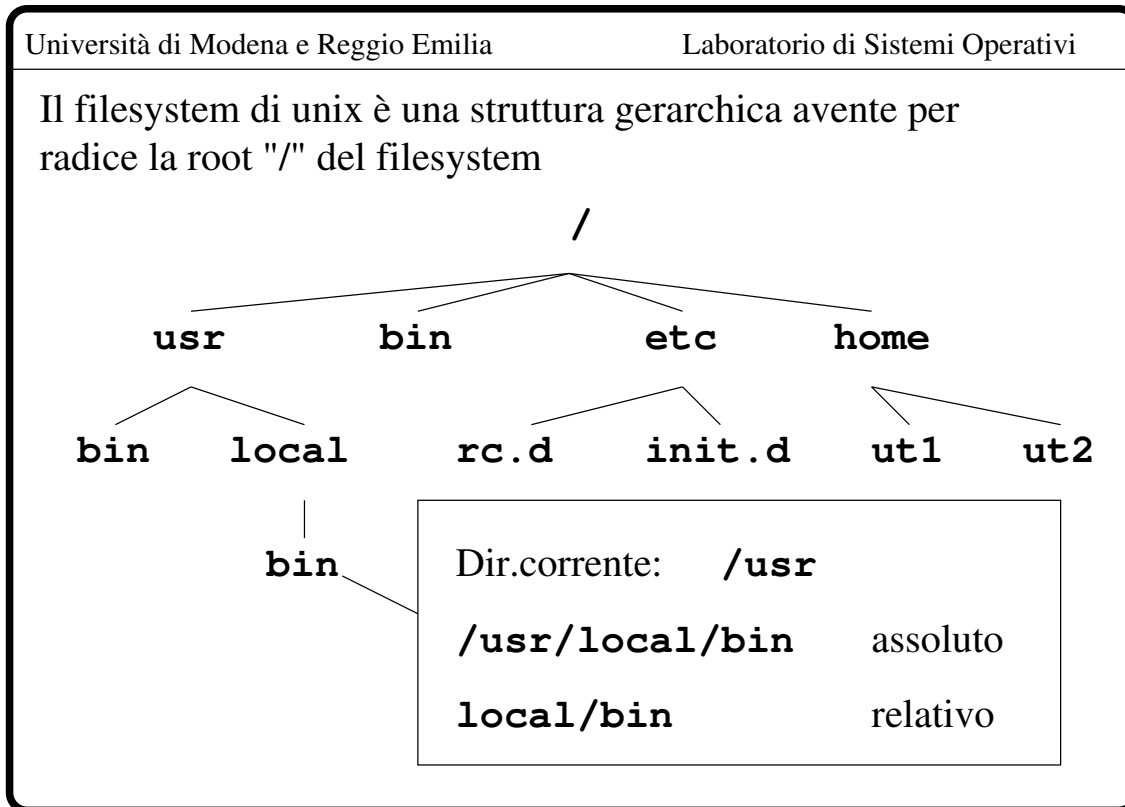 Università di Modena e Reggio Emilia Laboratorio di Sistemi Operativi
Il filesystem di unix è una struttura gerarchica avente per
radice la root "/" del filesystem
/
usr bin etc home
bin local rc.d init.d ut1 ut2
bin
Dir.corrente: /usr
/usr/local/bin assoluto
local/bin relativo